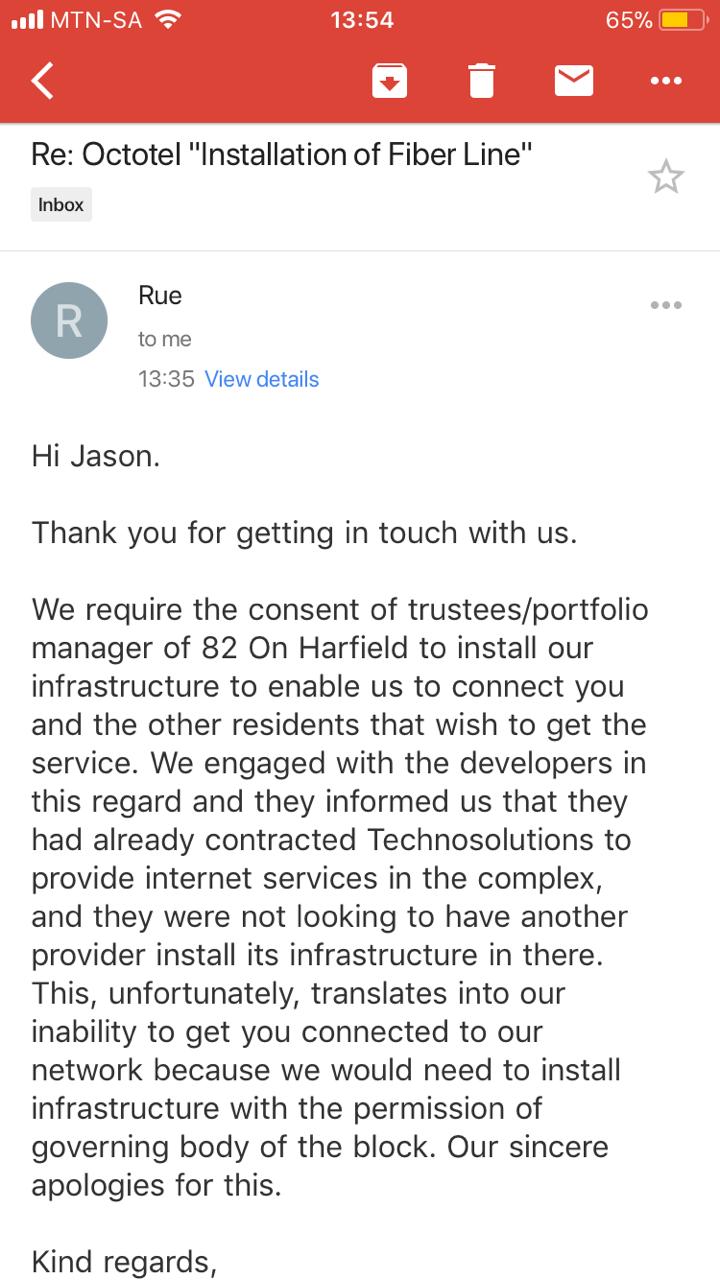 MTN-SA 13:54 65%
Re: Octotel "Installation of Fiber Line"
Inbox
R
Rue
to me
13:35 View details
Hi Jason.
Thank you for getting in touch with us.
We require the consent of trustees/portfolio
manager of 82 On Harfield to install our
infrastructure to enable us to connect you
and the other residents that wish to get the
service. We engaged with the developers in
this regard and they informed us that they
had already contracted Technosolutions to
provide internet services in the complex,
and they were not looking to have another
provider install its infrastructure in there.
This, unfortunately, translates into our
inability to get you connected to our
network because we would need to install
infrastructure with the permission of
governing body of the block. Our sincere
apologies for this.
Kind regards,